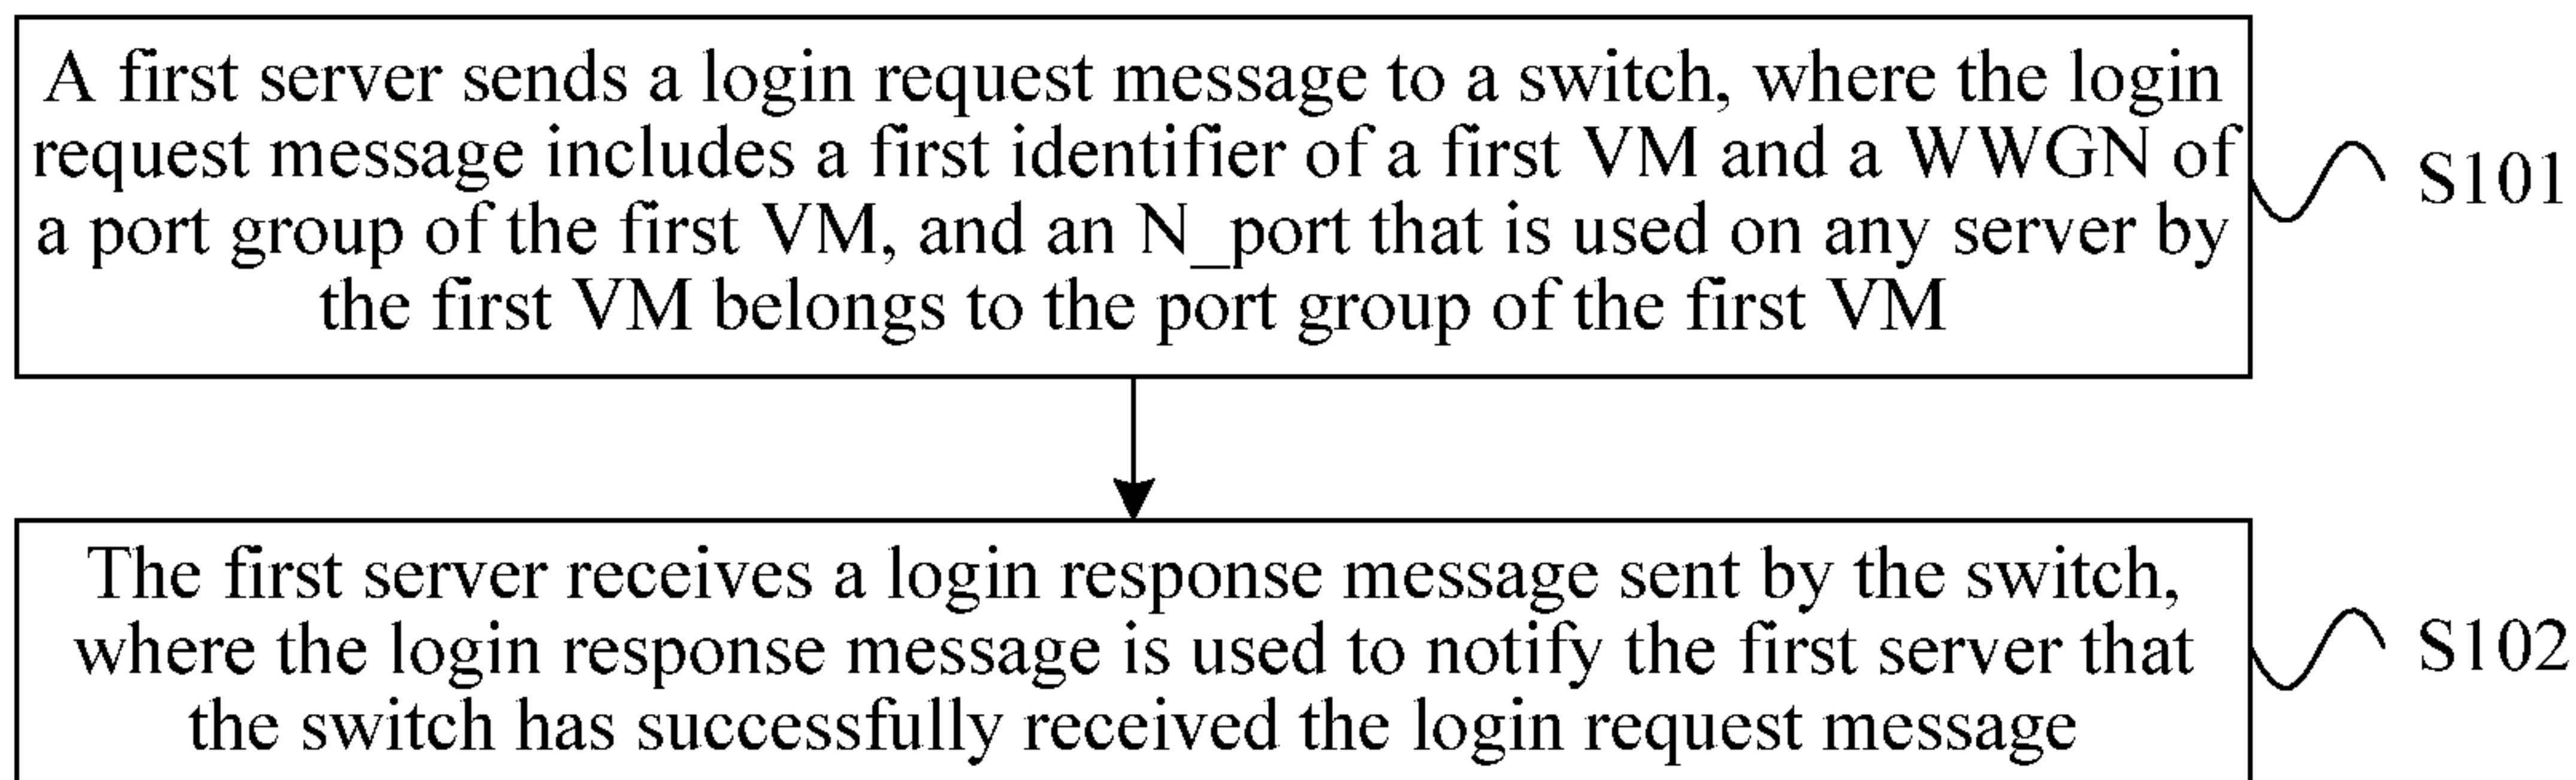 A first server sends a login request message to a switch, where the login
request message includes a first identifier of a first VM and a WWGN of
a port group of the first VM, and an N_port that is used on any server by
the first VM belongs to the port group of the first VM
S101
The first server receives a login response message sent by the switch,
where the login response message is used to notify the first server that
the switch has successfully received the login request message
S102